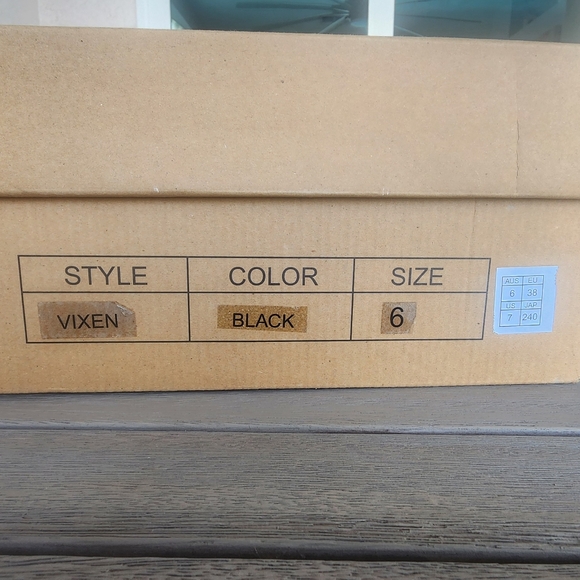 STYLE COLOR SIZE
VIXEN BLACK 6
AUS EU
6 38
US JAP
7 240